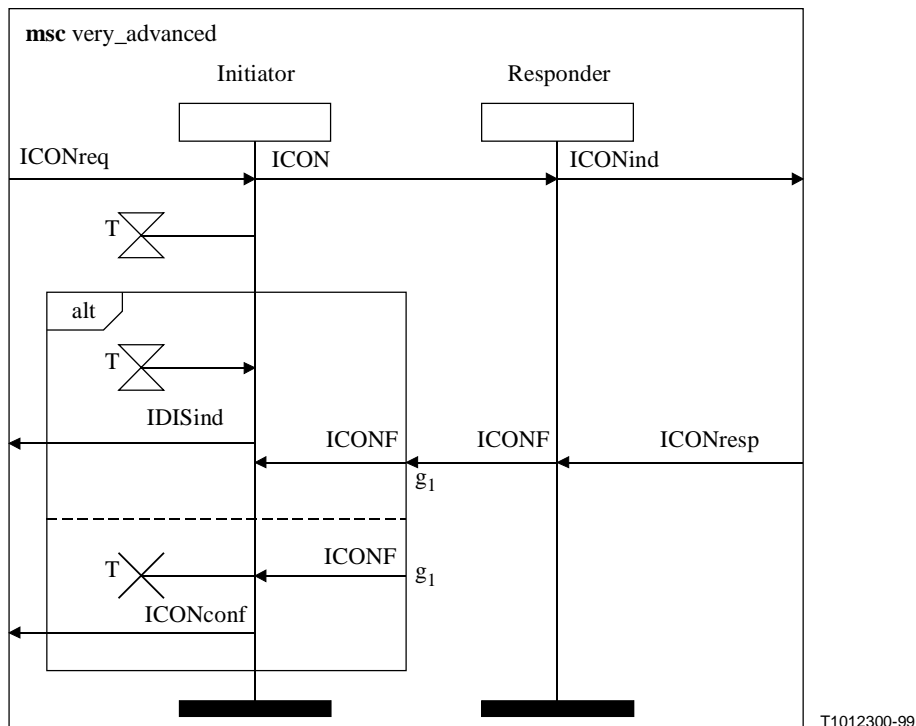 msc very_advanced
Initiator Responder
ICONreq ICON ICONind
T
alt
T
IDISind
ICONF ICONF ICONresp
g1
T ICONF g1
ICONconf
T1012300-99